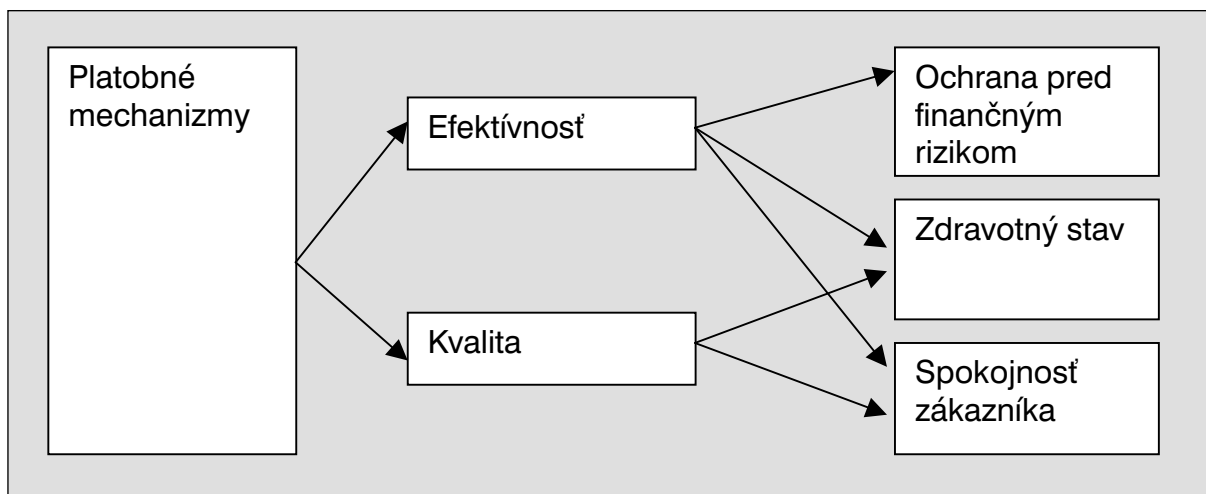 Platobné
mechanizmy
Efektívnosť
Kvalita
Ochrana pred
finančným
rizikom
Zdravotný stav
Spokojnosť
zákazníka